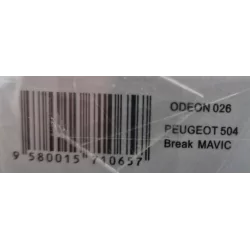 ODEON 026
PEUGEOT 504
Break MAVIC
9 580015 710657